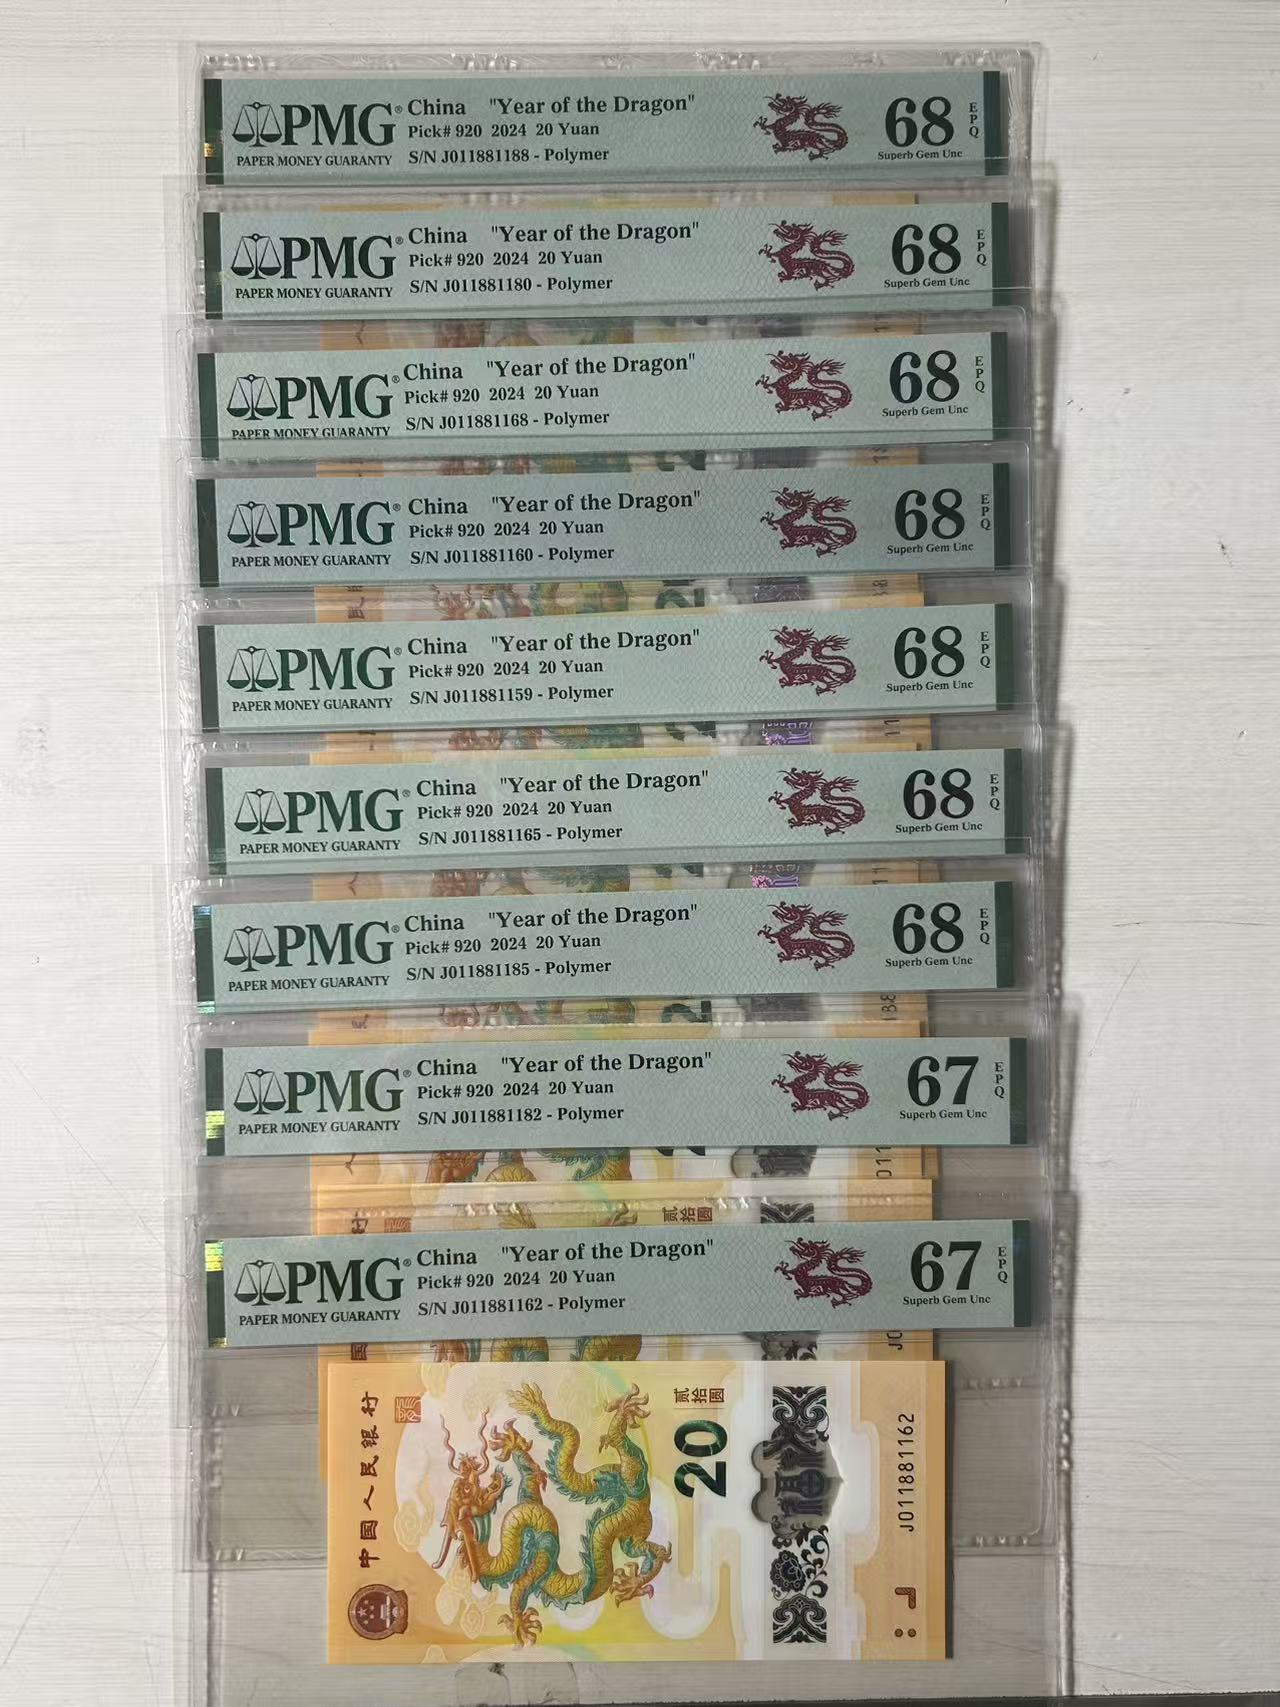 PMG® China "Year of the Dragon" 68 EPQ
Pick# 920 2024 20 Yuan
PAPER MONEY GUARANTY S/N J011881188 - Polymer Superb Gem Unc
PMG® China "Year of the Dragon" 68 EPQ
Pick# 920 2024 20 Yuan
PAPER MONEY GUARANTY S/N J011881180 - Polymer Superb Gem Unc
PMG® China "Year of the Dragon" 68 EPQ
Pick# 920 2024 20 Yuan
PAPER MONEY GUARANTY S/N J011881168 - Polymer Superb Gem Unc
PMG® China "Year of the Dragon" 68 EPQ
Pick# 920 2024 20 Yuan
PAPER MONEY GUARANTY S/N J011881160 - Polymer Superb Gem Unc
PMG® China "Year of the Dragon" 68 EPQ
Pick# 920 2024 20 Yuan
PAPER MONEY GUARANTY S/N J011881159 - Polymer Superb Gem Unc
PMG® China "Year of the Dragon" 68 EPQ
Pick# 920 2024 20 Yuan
PAPER MONEY GUARANTY S/N J011881165 - Polymer Superb Gem Unc
PMG® China "Year of the Dragon" 68 EPQ
Pick# 920 2024 20 Yuan
PAPER MONEY GUARANTY S/N J011881185 - Polymer Superb Gem Unc
PMG® China "Year of the Dragon" 67 EPQ
Pick# 920 2024 20 Yuan
PAPER MONEY GUARANTY S/N J011881182 - Polymer Superb Gem Unc
贰拾圆
PMG® China "Year of the Dragon" 67 EPQ
Pick# 920 2024 20 Yuan
PAPER MONEY GUARANTY S/N J011881162 - Polymer Superb Gem Unc
中国人民银行
贰拾圆
20
J011881162